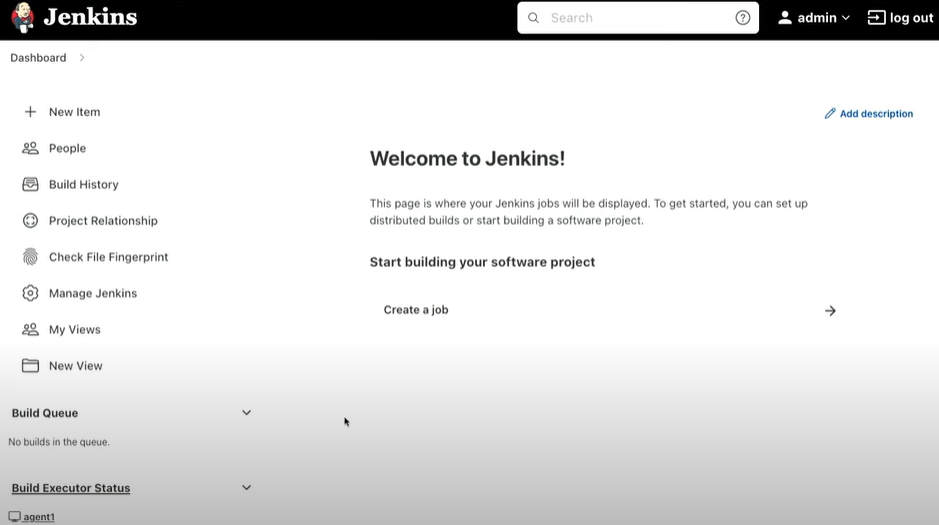 Jenkins
Search
admin
log out
Dashboard
New Item
People
Build History
Project Relationship
Check File Fingerprint
Manage Jenkins
My Views
New View
Build Queue
No builds in the queue.
Build Executor Status
agent1
Add description
Welcome to Jenkins!
This page is where your Jenkins jobs will be displayed. To get started, you can set up
distributed builds or start building a software project.
Start building your software project
Create a job